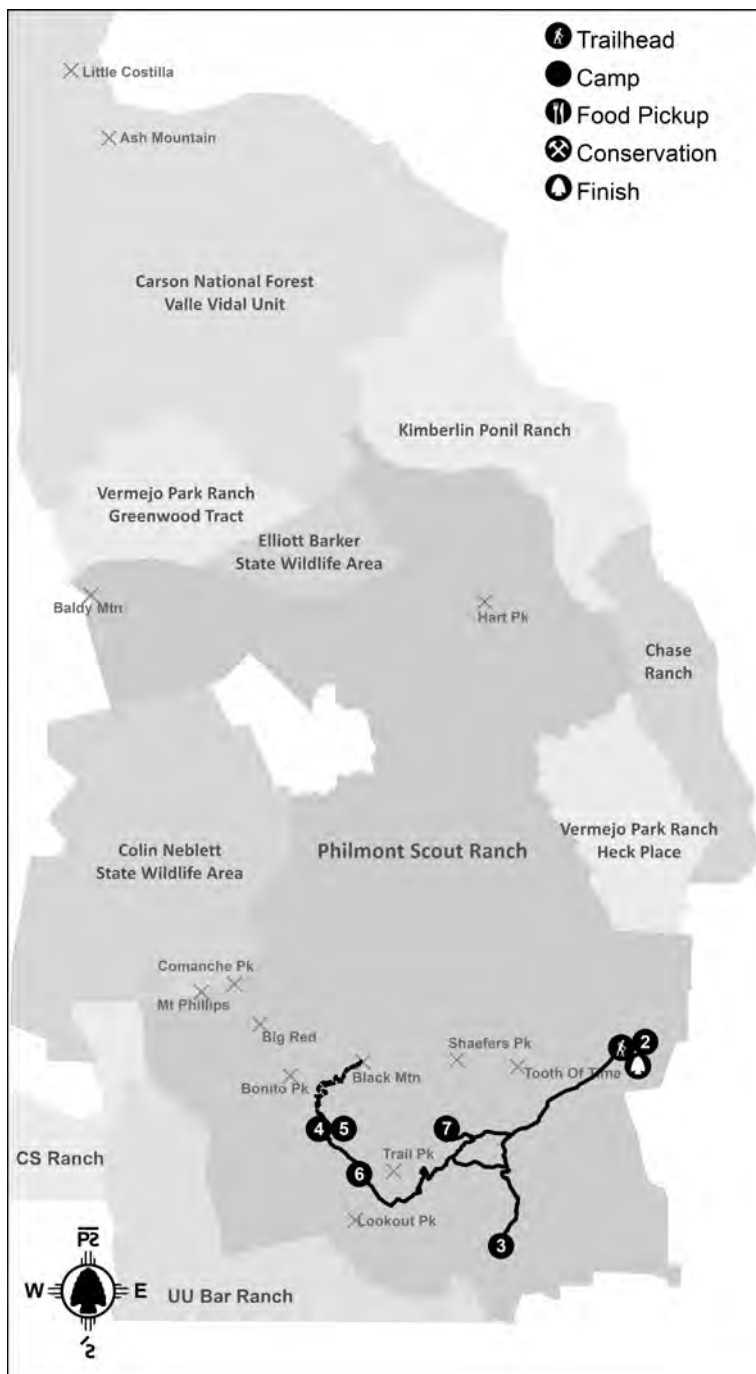 Trailhead
Camp
Food Pickup
Conservation
Finish
Little Costilla
Ash Mountain
Carson National Forest
Valle Vidal Unit
Kimberlin Ponil Ranch
Vermejo Park Ranch
Greenwood Tract
Elliott Barker
State Wildlife Area
Baldy Mtn
Hart Pk
Chase
Ranch
Vermejo Park Ranch
Heck Place
Colin Neblett
State Wildlife Area
Philmont Scout Ranch
Comanche Pk
Mt Phillips
Big Red
Bonito Pk
Black Mtn
Shaefers Pk
Tooth Of Time
2
4
5
7
6
Trail Pk
Lookout Pk
3
CS Ranch
UU Bar Ranch
W
E